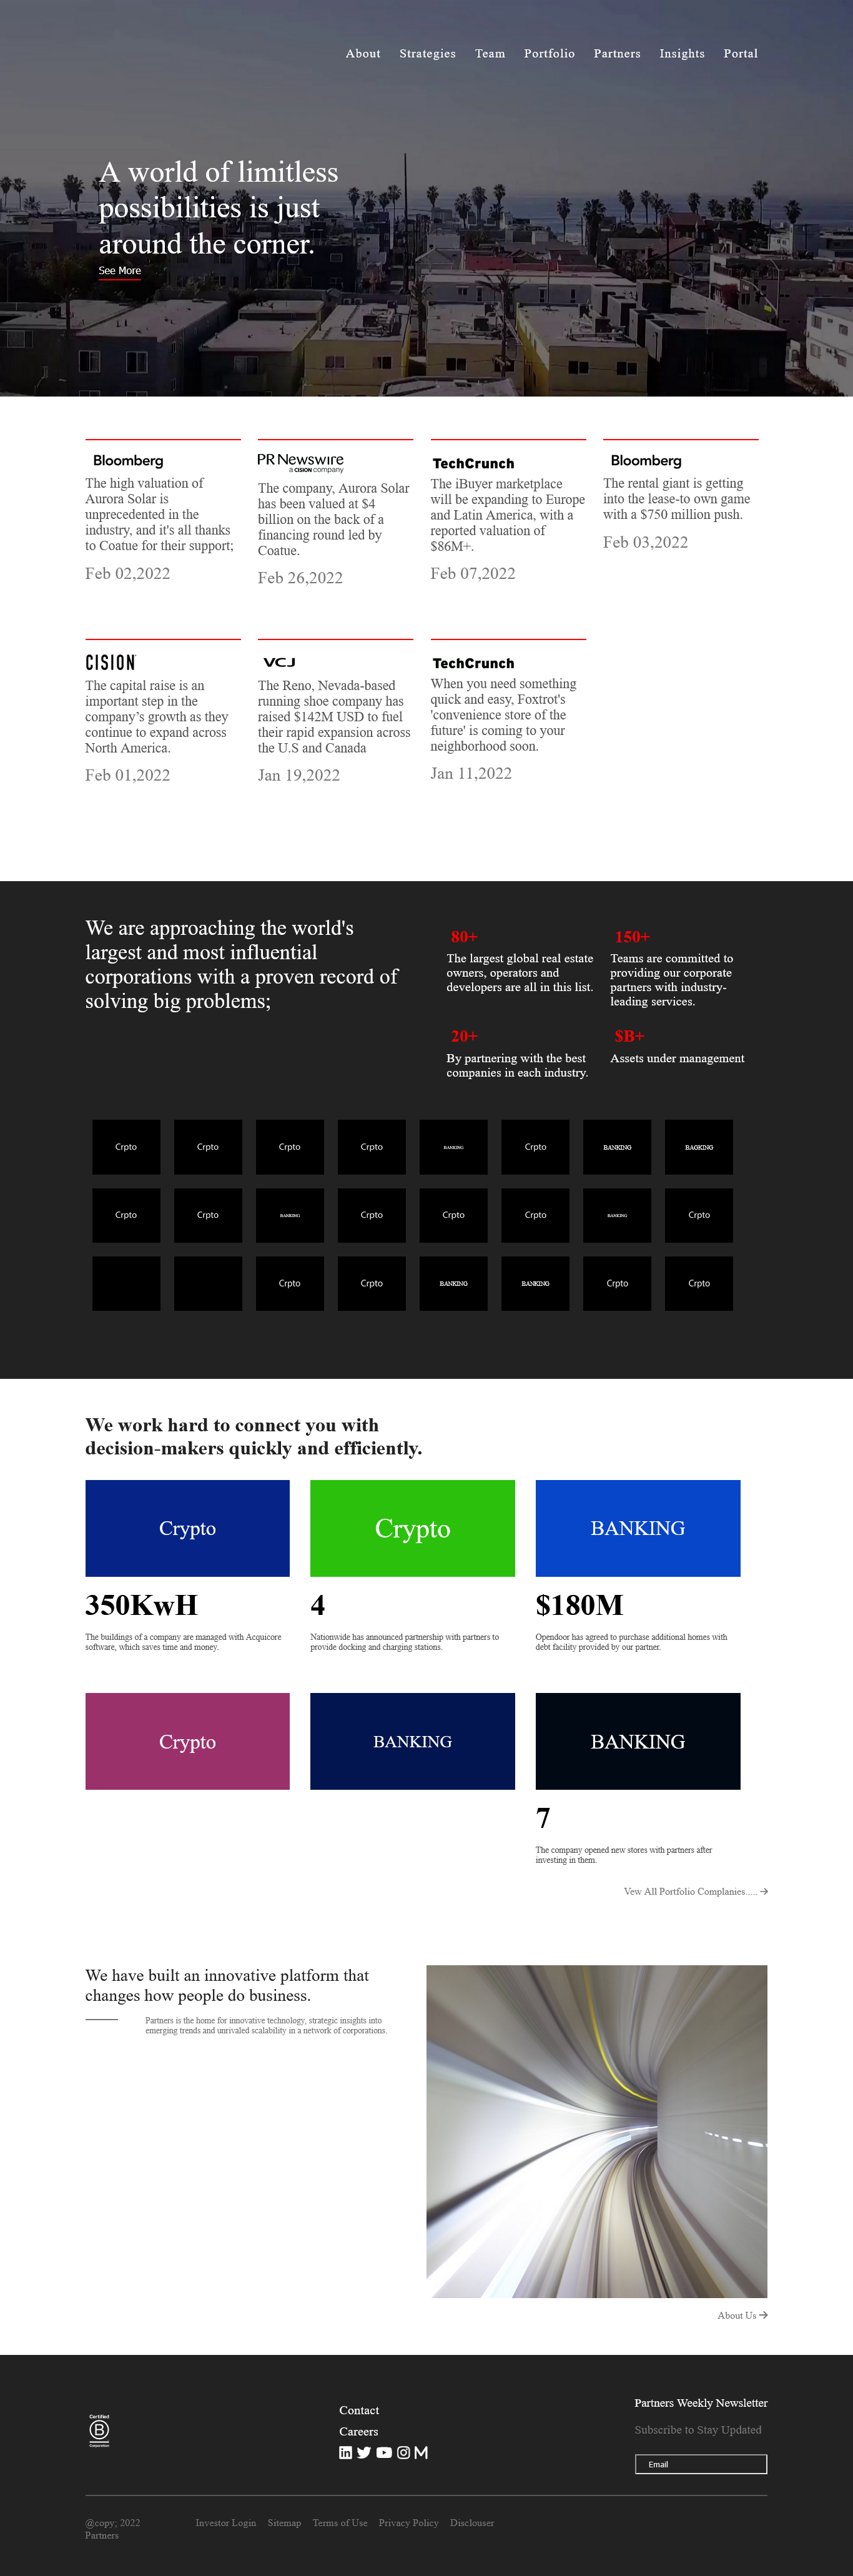 About Strategies Team Portfolio Partners Insights Portal
A world of limitless
possibilities is just
around the corner.
See More
Bloomberg
The high valuation of
Aurora Solar is
unprecedented in the
industry, and it's all thanks
to Coatue for their support;
Feb 02,2022
PR Newswire
a CISION company
The company, Aurora Solar
has been valued at $4
billion on the back of a
financing round led by
Coatue.
Feb 26,2022
TechCrunch
The iBuyer marketplace
will be expanding to Europe
and Latin America, with a
reported valuation of
$86M+.
Feb 07,2022
Bloomberg
The rental giant is getting
into the lease-to own game
with a $750 million push.
Feb 03,2022
CISION
The capital raise is an
important step in the
company’s growth as they
continue to expand across
North America.
Feb 01,2022
VCJ
The Reno, Nevada-based
running shoe company has
raised $142M USD to fuel
their rapid expansion across
the U.S and Canada
Jan 19,2022
TechCrunch
When you need something
quick and easy, Foxtrot's
'convenience store of the
future' is coming to your
neighborhood soon.
Jan 11,2022
We are approaching the world's
largest and most influential
corporations with a proven record of
solving big problems;
80+
The largest global real estate
owners, operators and
developers are all in this list.
150+
Teams are committed to
providing our corporate
partners with industry-
leading services.
20+
By partnering with the best
companies in each industry.
$B+
Assets under management
Crpto Crpto Crpto Crpto BANKING Crpto BANKING BAGKING
Crpto Crpto BANKING Crpto Crpto Crpto BANKING Crpto
Crpto Crpto BANKING BANKING Crpto Crpto
We work hard to connect you with
decision-makers quickly and efficiently.
Crypto
350KwH
The buildings of a company are managed with Acquicore
software, which saves time and money.
Crypto
4
Nationwide has announced partnership with partners to
provide docking and charging stations.
BANKING
$180M
Opendoor has agreed to purchase additional homes with
debt facility provided by our partner.
Crypto
BANKING
BANKING
7
The company opened new stores with partners after
investing in them.
Vew All Portfolio Complanies.....
We have built an innovative platform that
changes how people do business.
Partners is the home for innovative technology, strategic insights into
emerging trends and unrivaled scalability in a network of corporations.
About Us
Certified
B
Corporation
Contact
Careers
Partners Weekly Newsletter
Subscribe to Stay Updated
Email
@copy; 2022
Partners
Investor Login Sitemap Terms of Use Privacy Policy Disclouser